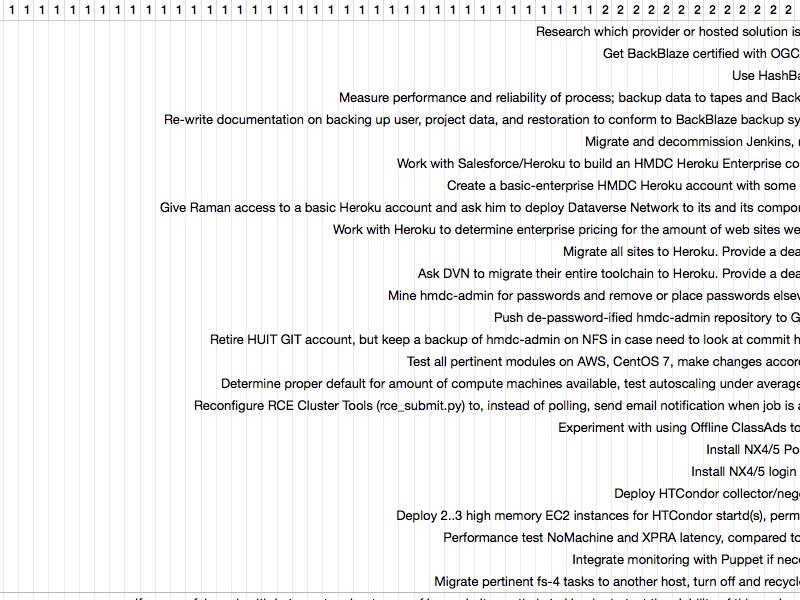 1 1 1 1 1 1 1 1 1 1 1 1 1 1 1 1 1 1 1 1 1 1 1 1 1 1 1 1 1 1 1 1 1 1 1 1 1 1 1 2 2 2 2 2 2 2 2 2 2 2 2 2
Research which provider or hosted solution is
Get BackBlaze certified with OGC
Use HashBa
Measure performance and reliability of process; backup data to tapes and Back
Re-write documentation on backing up user, project data, and restoration to conform to BackBlaze backup sy
Migrate and decommission Jenkins,
Work with Salesforce/Heroku to build an HMDC Heroku Enterprise co
Create a basic-enterprise HMDC Heroku account with some
Give Raman access to a basic Heroku account and ask him to deploy Dataverse Network to its and its compor
Work with Heroku to determine enterprise pricing for the amount of web sites we
Migrate all sites to Heroku. Provide a dea
Ask DVN to migrate their entire toolchain to Heroku. Provide a dea
Mine hmdc-admin for passwords and remove or place passwords elsev
Push de-password-ified hmdc-admin repository to G
Retire HUIT GIT account, but keep a backup of hmdc-admin on NFS in case need to look at commit h
Test all pertinent modules on AWS, CentOS 7, make changes accor
Determine proper default for amount of compute machines available, test autoscaling under average
Reconfigure RCE Cluster Tools (rce_submit.py) to, instead of polling, send email notification when job is a
Experiment with using Offline ClassAds to
Install NX4/5 Po
Install NX4/5 login
Deploy HTCondor collector/neg
Deploy 2..3 high memory EC2 instances for HTCondor startd(s), perm
Performance test NoMachine and XPRA latency, compared to
Integrate monitoring with Puppet if nec
Migrate pertinent fs-4 tasks to another host, turn off and recycl